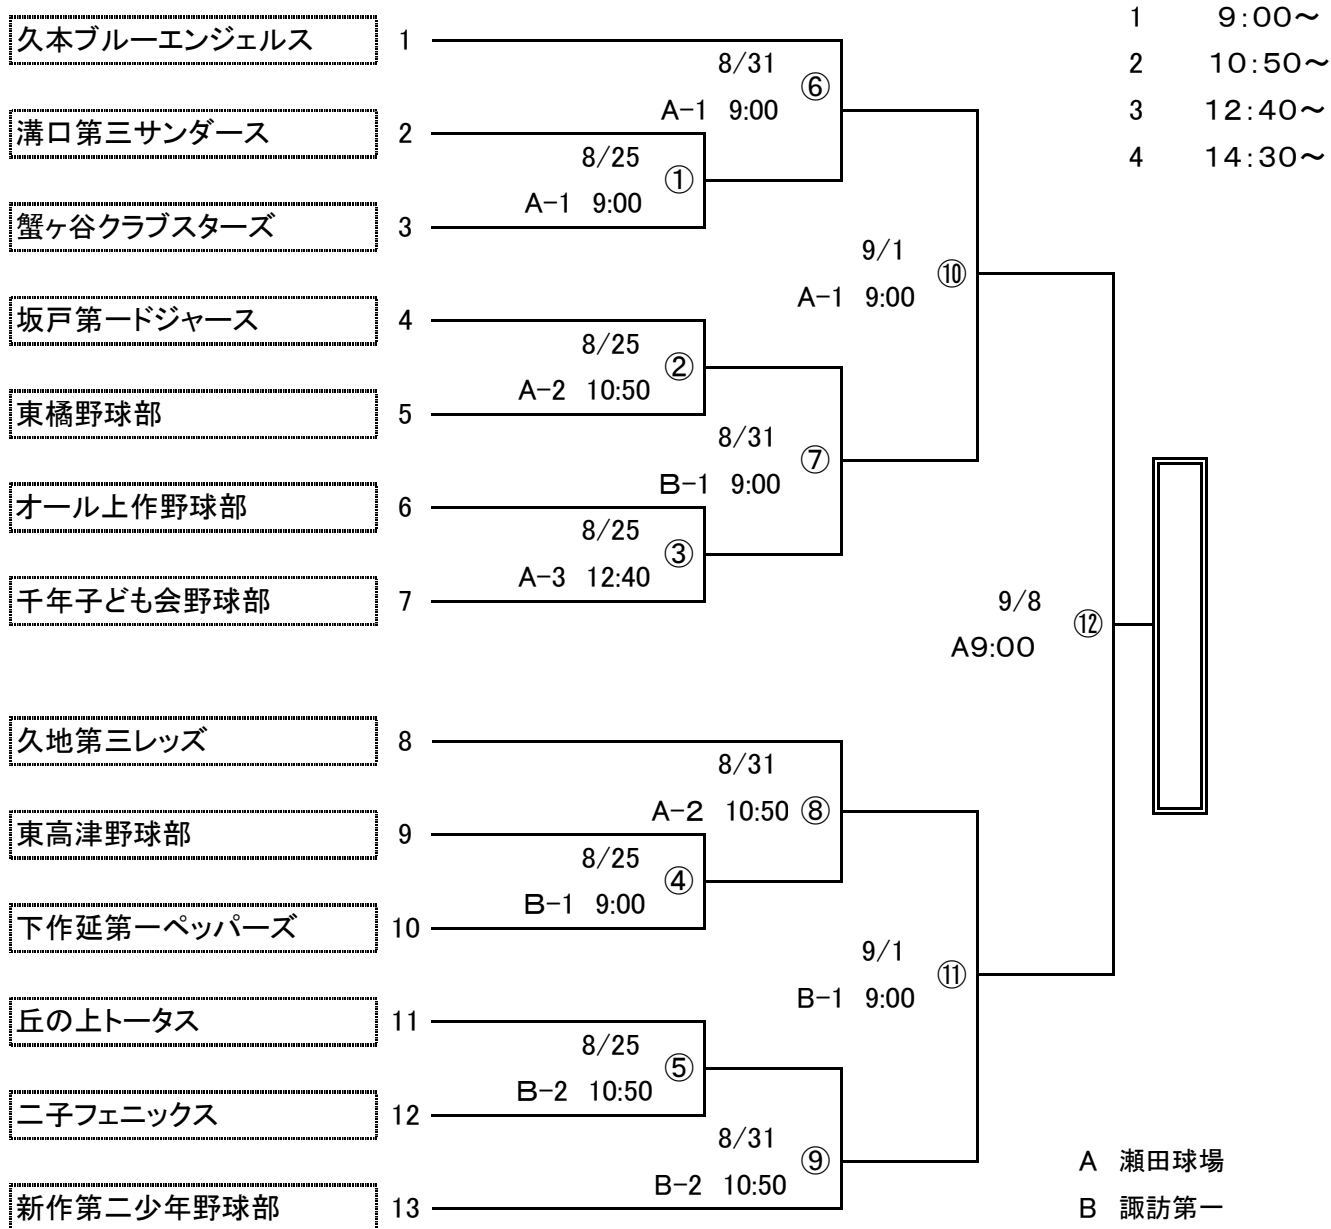 1 9:00～
久本ブルーエンジェルス 1
8/31 ⑥
2 10:50～
A-1 9:00
3 12:40～
溝口第三サンダース 2
8/25 ①
4 14:30～
A-1 9:00
蟹ヶ谷クラブスターズ 3
9/1 ⑩
A-1 9:00
坂戸第一ドジャース 4
8/25 ②
A-2 10:50
東橘野球部 5
8/31 ⑦
B-1 9:00
オール上作野球部 6
8/25 ③
A-3 12:40
千年子ども会野球部 7
9/8 ⑫
A9:00
久地第三レッズ 8
8/31
A-2 10:50 ⑧
東高津野球部 9
8/25 ④
B-1 9:00
下作延第一ペッパーズ 10
9/1 ⑪
B-1 9:00
丘の上トータス 11
8/25 ⑤
B-2 10:50
二子フェニックス 12
8/31 ⑨
A 瀬田球場
B-2 10:50
新作第二少年野球部 13
B 諏訪第一